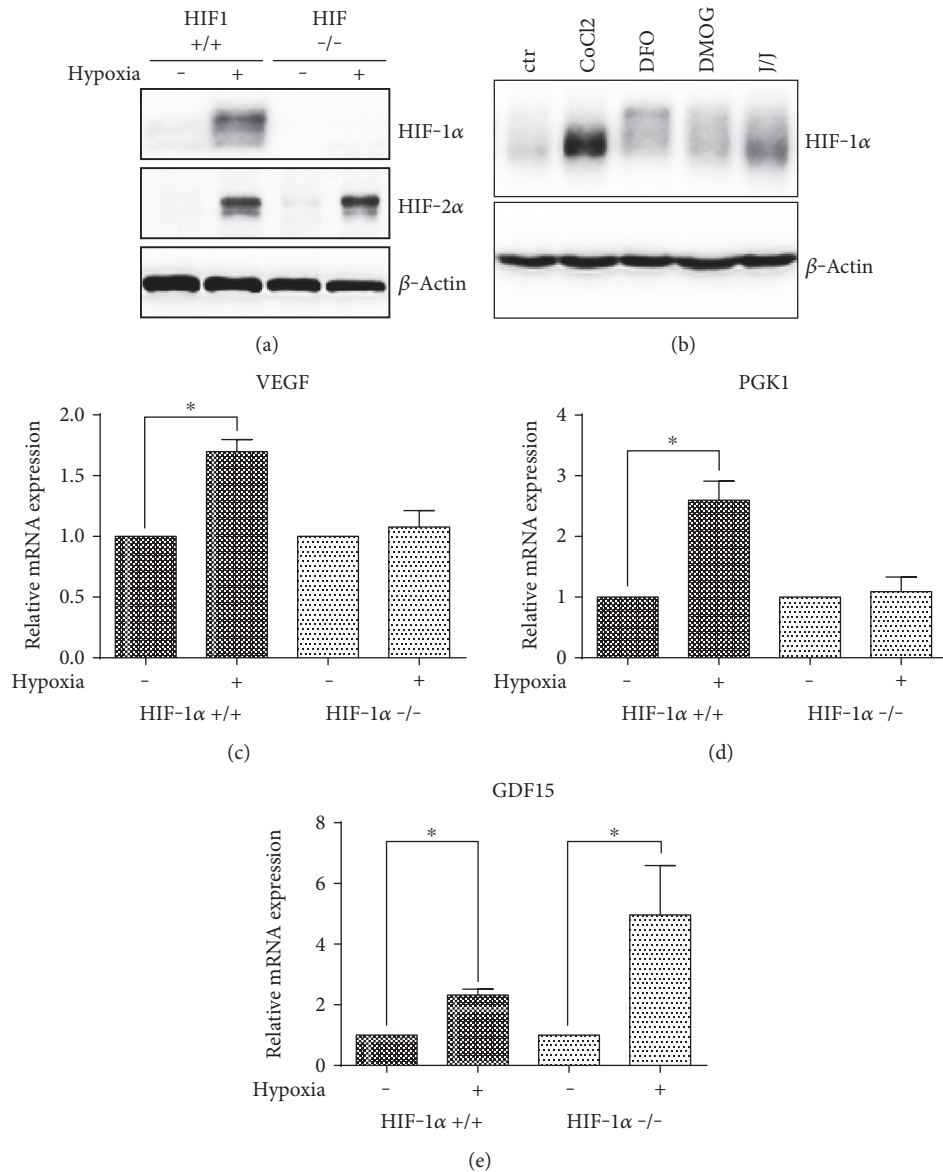 HIF1 HIF
+/+ -/-
Hypoxia - + - +
HIF-1α
HIF-2α
β-Actin
(a)
ctr CoCl2 DFO DMOG J/J
HIF-1α
β-Actin
(b)
VEGF
Relative mRNA expression
2.0
1.5
1.0
0.5
0.0
*
Hypoxia - + - +
HIF-1α +/+ HIF-1α -/-
(c)
PGK1
Relative mRNA expression
4
3
2
1
0
*
Hypoxia - + - +
HIF-1α +/+ HIF-1α -/-
(d)
GDF15
Relative mRNA expression
8
6
4
2
0
* *
Hypoxia - + - +
HIF-1α +/+ HIF-1α -/-
(e)